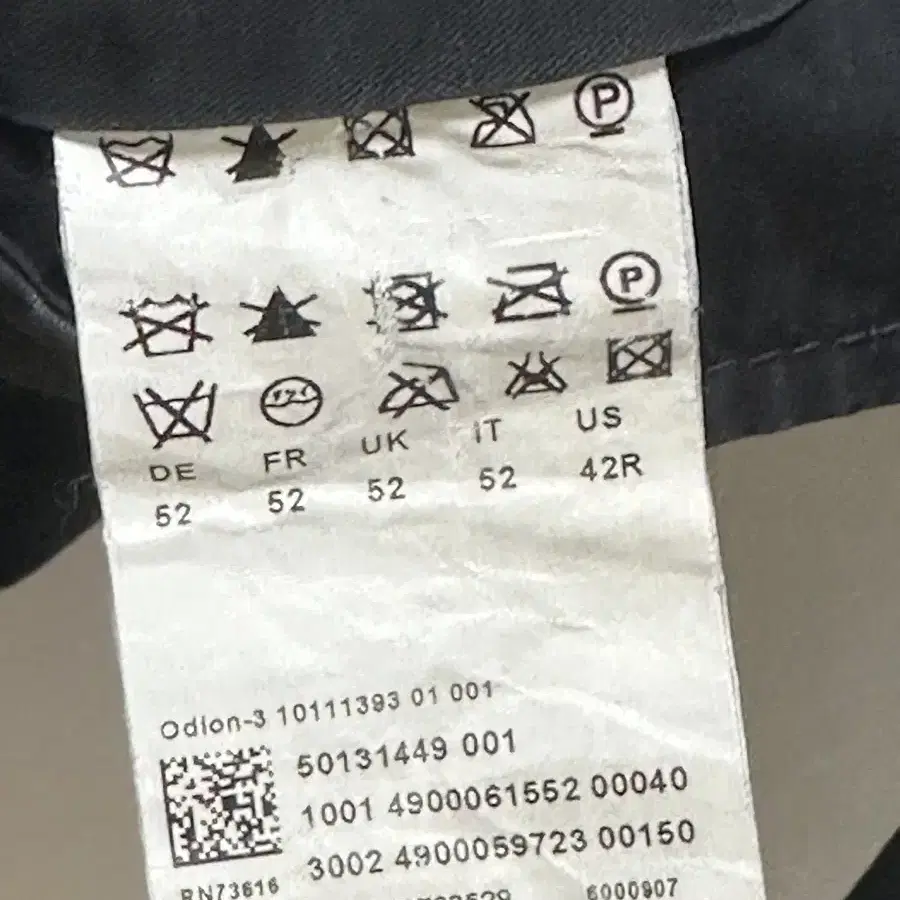 P
P
DE FR UK IT US
52 52 52 52 42R
Odion-3 10111393 01 001
50131449 001
1001 4900061552 00040
3002 4900059723 00150
RN73616 6000907